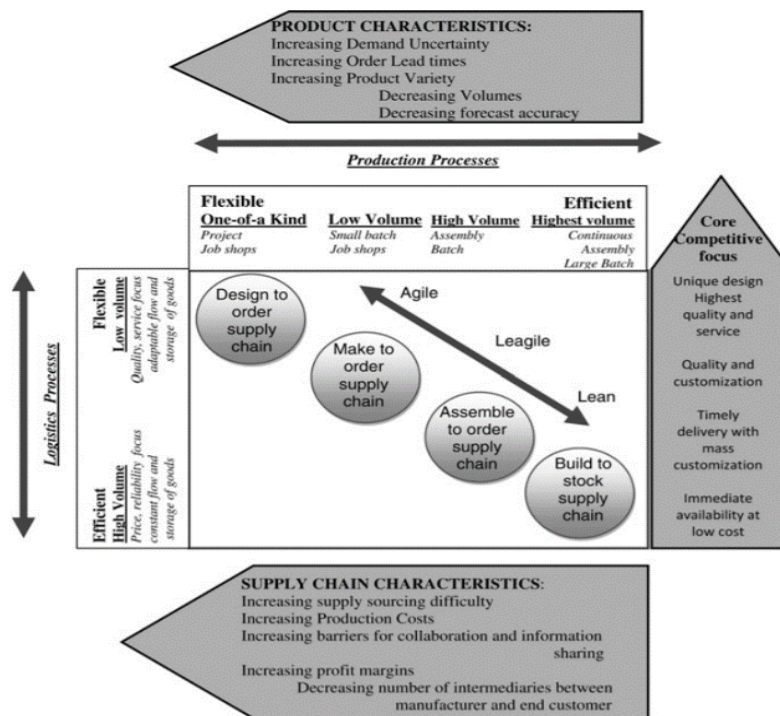 PRODUCT CHARACTERISTICS:
Increasing Demand Uncertainty
Increasing Order Lead times
Increasing Product Variety
Decreasing Volumes
Decreasing forecast accuracy
Production Processes
Flexible
One-of-a Kind
Project
Job shops
Low Volume
Small batch
Job shops
High Volume
Assembly
Batch
Efficient
Highest volume
Continuous
Assembly
Large Batch
Logistics Processes
Flexible
Low volume
Quality, service focus
adaptable flow and
storage of goods
Efficient
High Volume
Price, reliability focus
constant flow and
storage of goods
Design to
order
supply
chain
Make to
order
supply
chain
Assemble to
order supply
chain
Build to
stock
supply
chain
Agile
Leagile
Lean
Core
Competitive
focus
Unique design
Highest
quality and
service
Quality and
customization
Timely
delivery with
mass
customization
Immediate
availability at
low cost
SUPPLY CHAIN CHARACTERISTICS:
Increasing supply sourcing difficulty
Increasing Production Costs
Increasing barriers for collaboration and information
sharing
Increasing profit margins
Decreasing number of intermediaries between
manufacturer and end customer